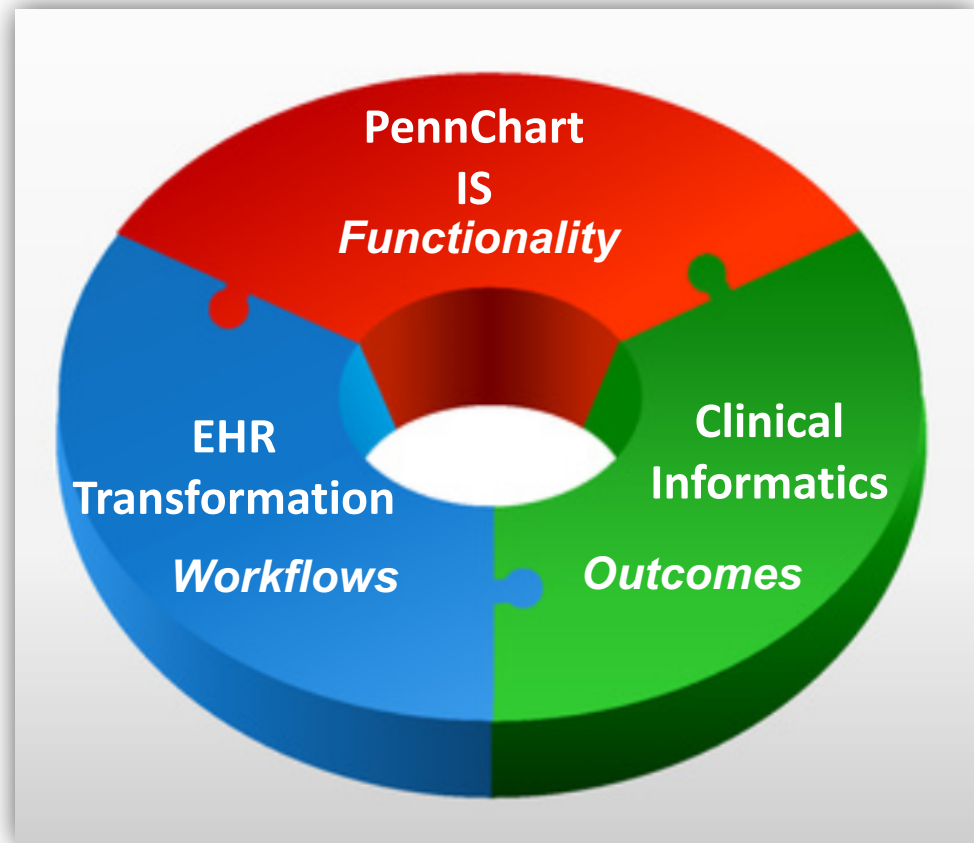 PennChart
IS
Functionality
EHR
Transformation
Workflows
Clinical
Informatics
Outcomes